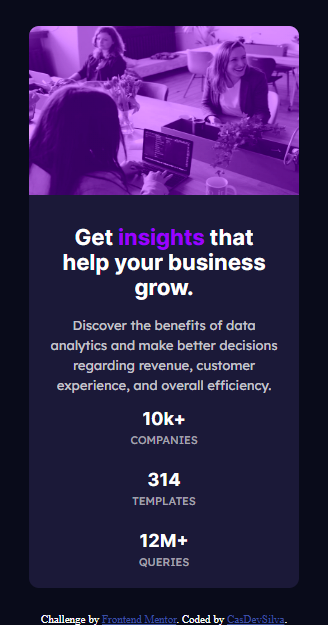 Get insights that
help your business
grow.
Discover the benefits of data
analytics and make better decisions
regarding revenue, customer
experience, and overall efficiency.
10k+
COMPANIES
314
TEMPLATES
12M+
QUERIES
Challenge by Frontend Mentor. Coded by CasDevSilva.